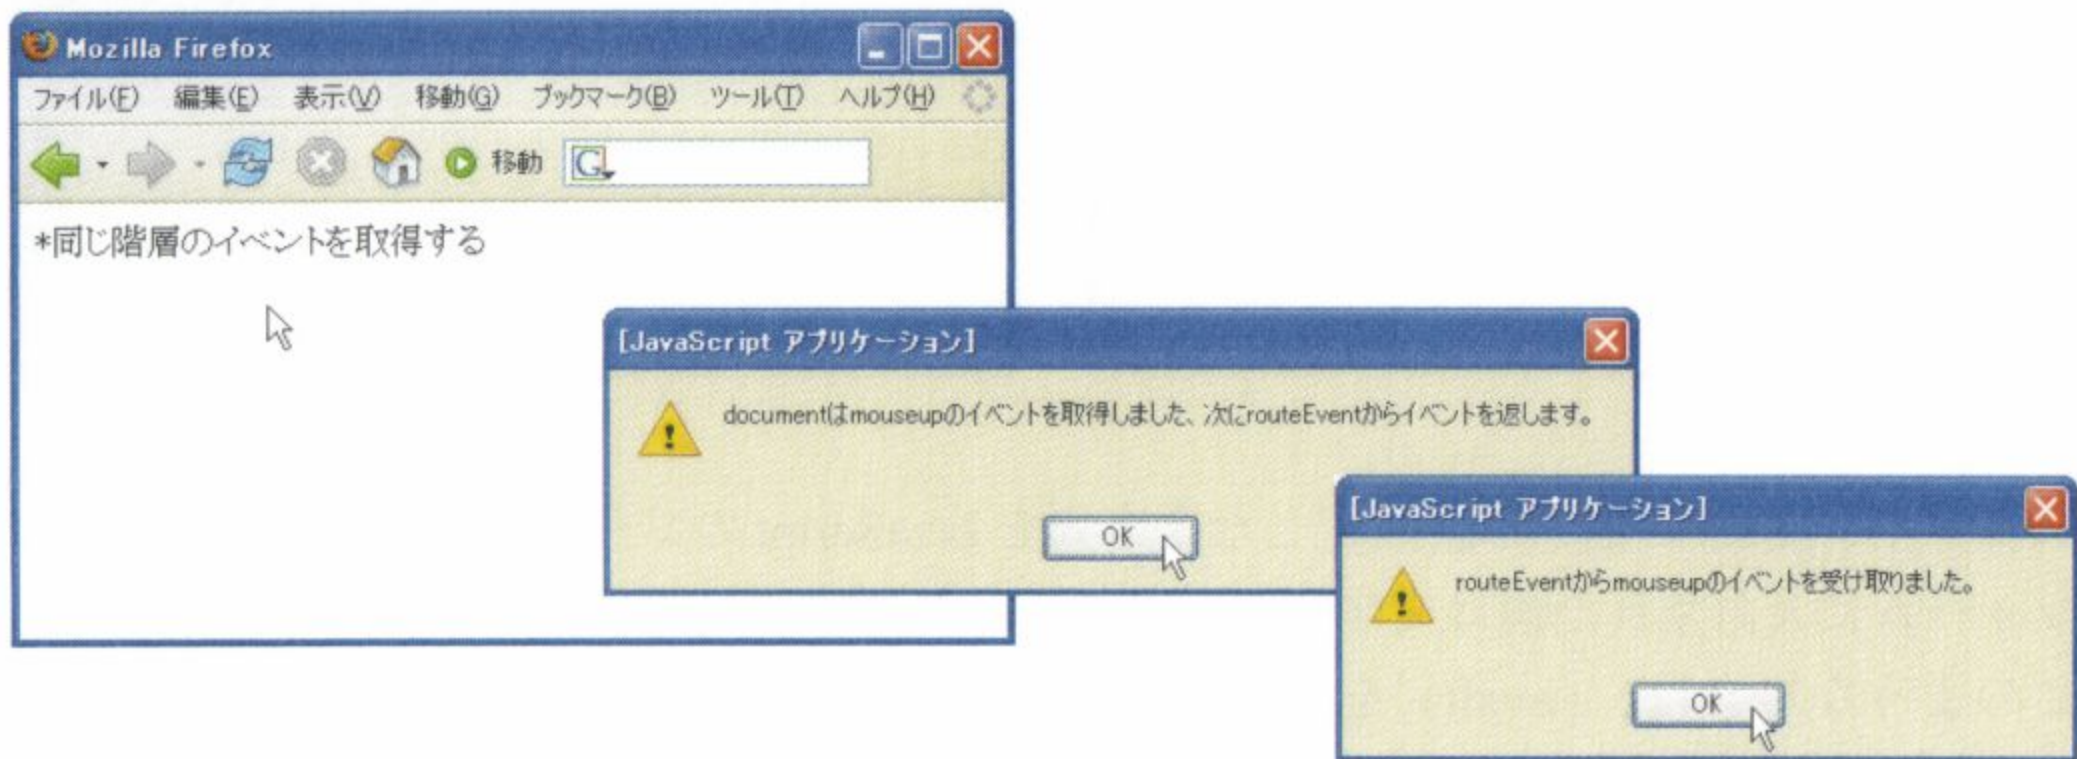 Mozilla Firefox
ファイル(F) 編集(E) 表示(V) 移動(G) ブックマーク(B) ツール(T) ヘルプ(H)
移動 G
*同じ階層のイベントを取得する
[JavaScript アプリケーション]
documentはmouseupのイベントを取得しました、次にrouteEventからイベントを返します。
OK
[JavaScript アプリケーション]
routeEventからmouseupのイベントを受け取りました。
OK